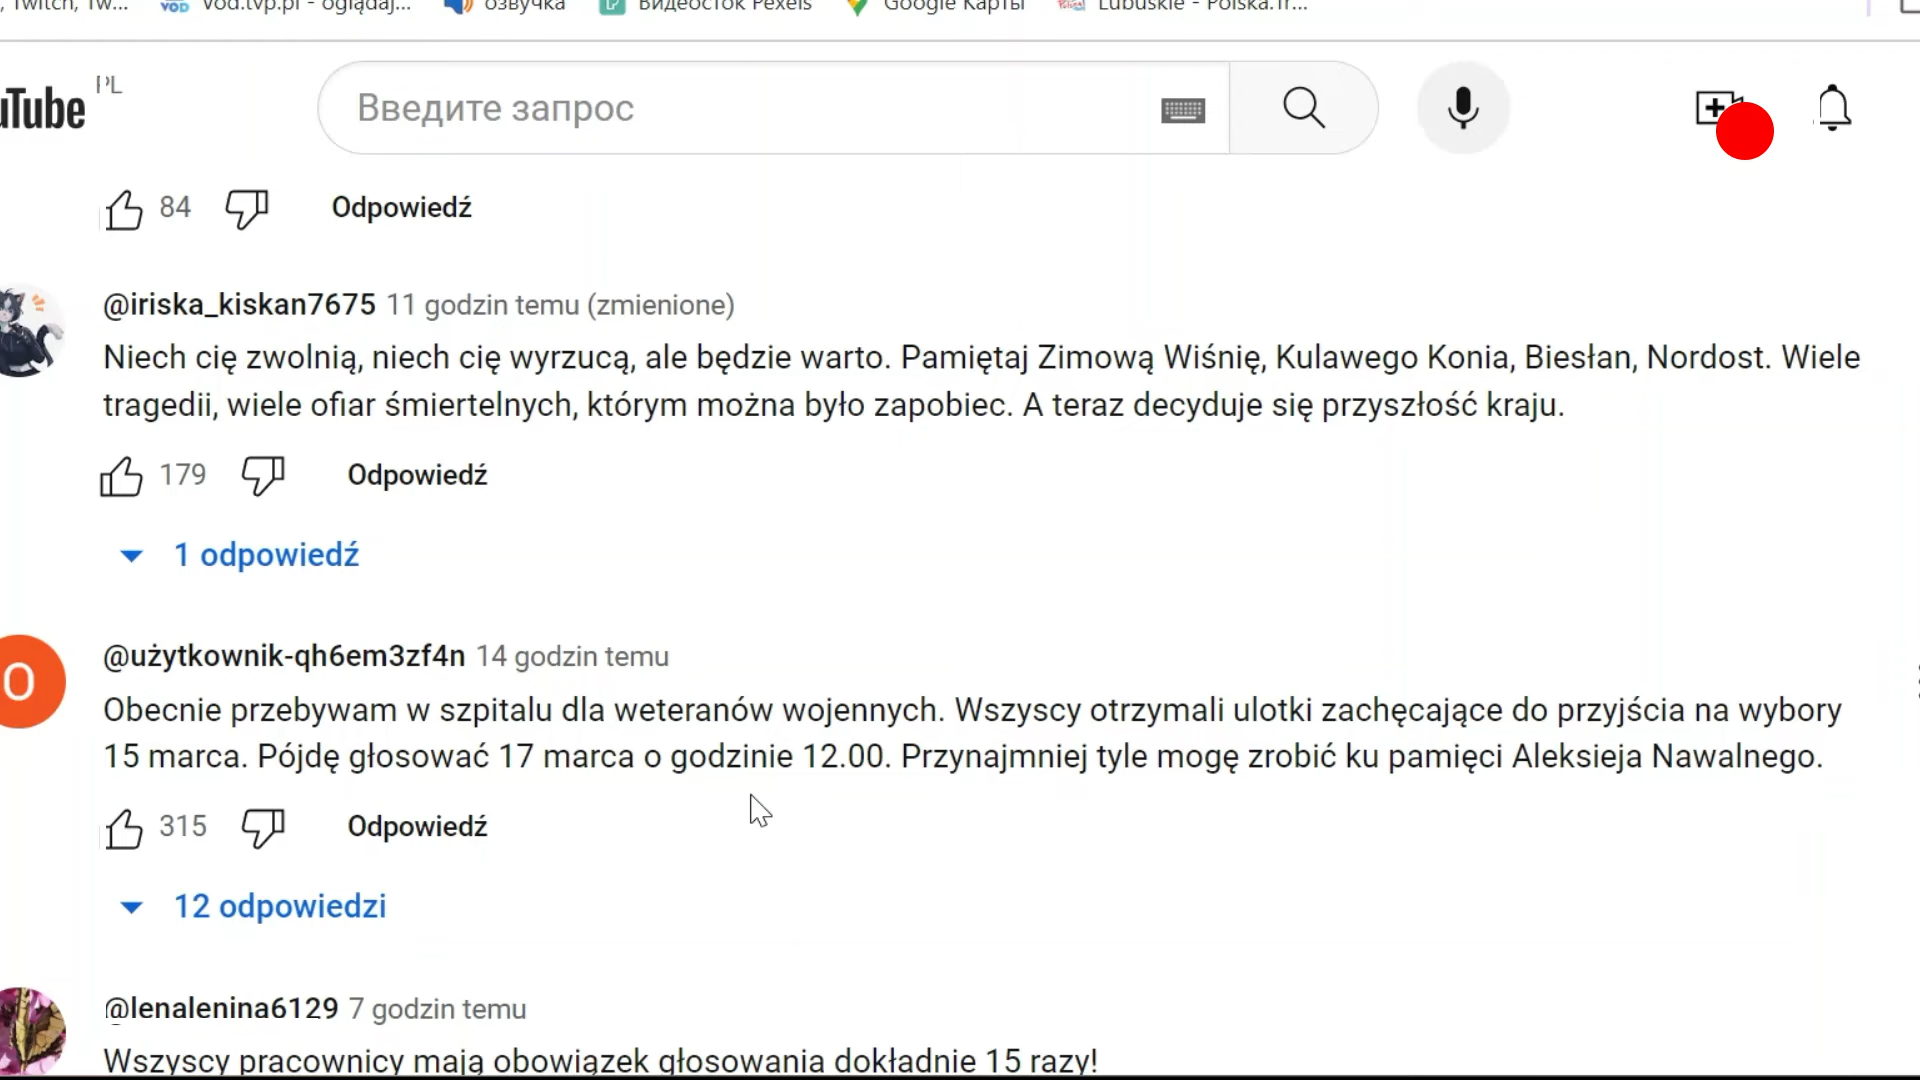 Twitch, Tw...
VOD
vod.tvp.pl - oglądaj...
озвучка
Видеосток Pexels
Google Карты
Lubuskie - Polska.Tr...
uTube PL
Введите запрос
84 Odpowiedź
@iriska_kiskan7675 11 godzin temu (zmienione)
Niech cię zwolnią, niech cię wyrzucą, ale będzie warto. Pamiętaj Zimową Wiśnię, Kulawego Konia, Biesłan, Nordost. Wiele
tragedii, wiele ofiar śmiertelnych, którym można było zapobiec. A teraz decyduje się przyszłość kraju.
179 Odpowiedź
1 odpowiedź
O
@użytkownik-qh6em3zf4n 14 godzin temu
Obecnie przebywam w szpitalu dla weteranów wojennych. Wszyscy otrzymali ulotki zachęcające do przyjścia na wybory
15 marca. Pójdę głosować 17 marca o godzinie 12.00. Przynajmniej tyle mogę zrobić ku pamięci Aleksieja Nawalnego.
315 Odpowiedź
12 odpowiedzi
@lenalenina6129 7 godzin temu
Wszyscy pracownicy mają obowiązek głosowania dokładnie 15 razy!